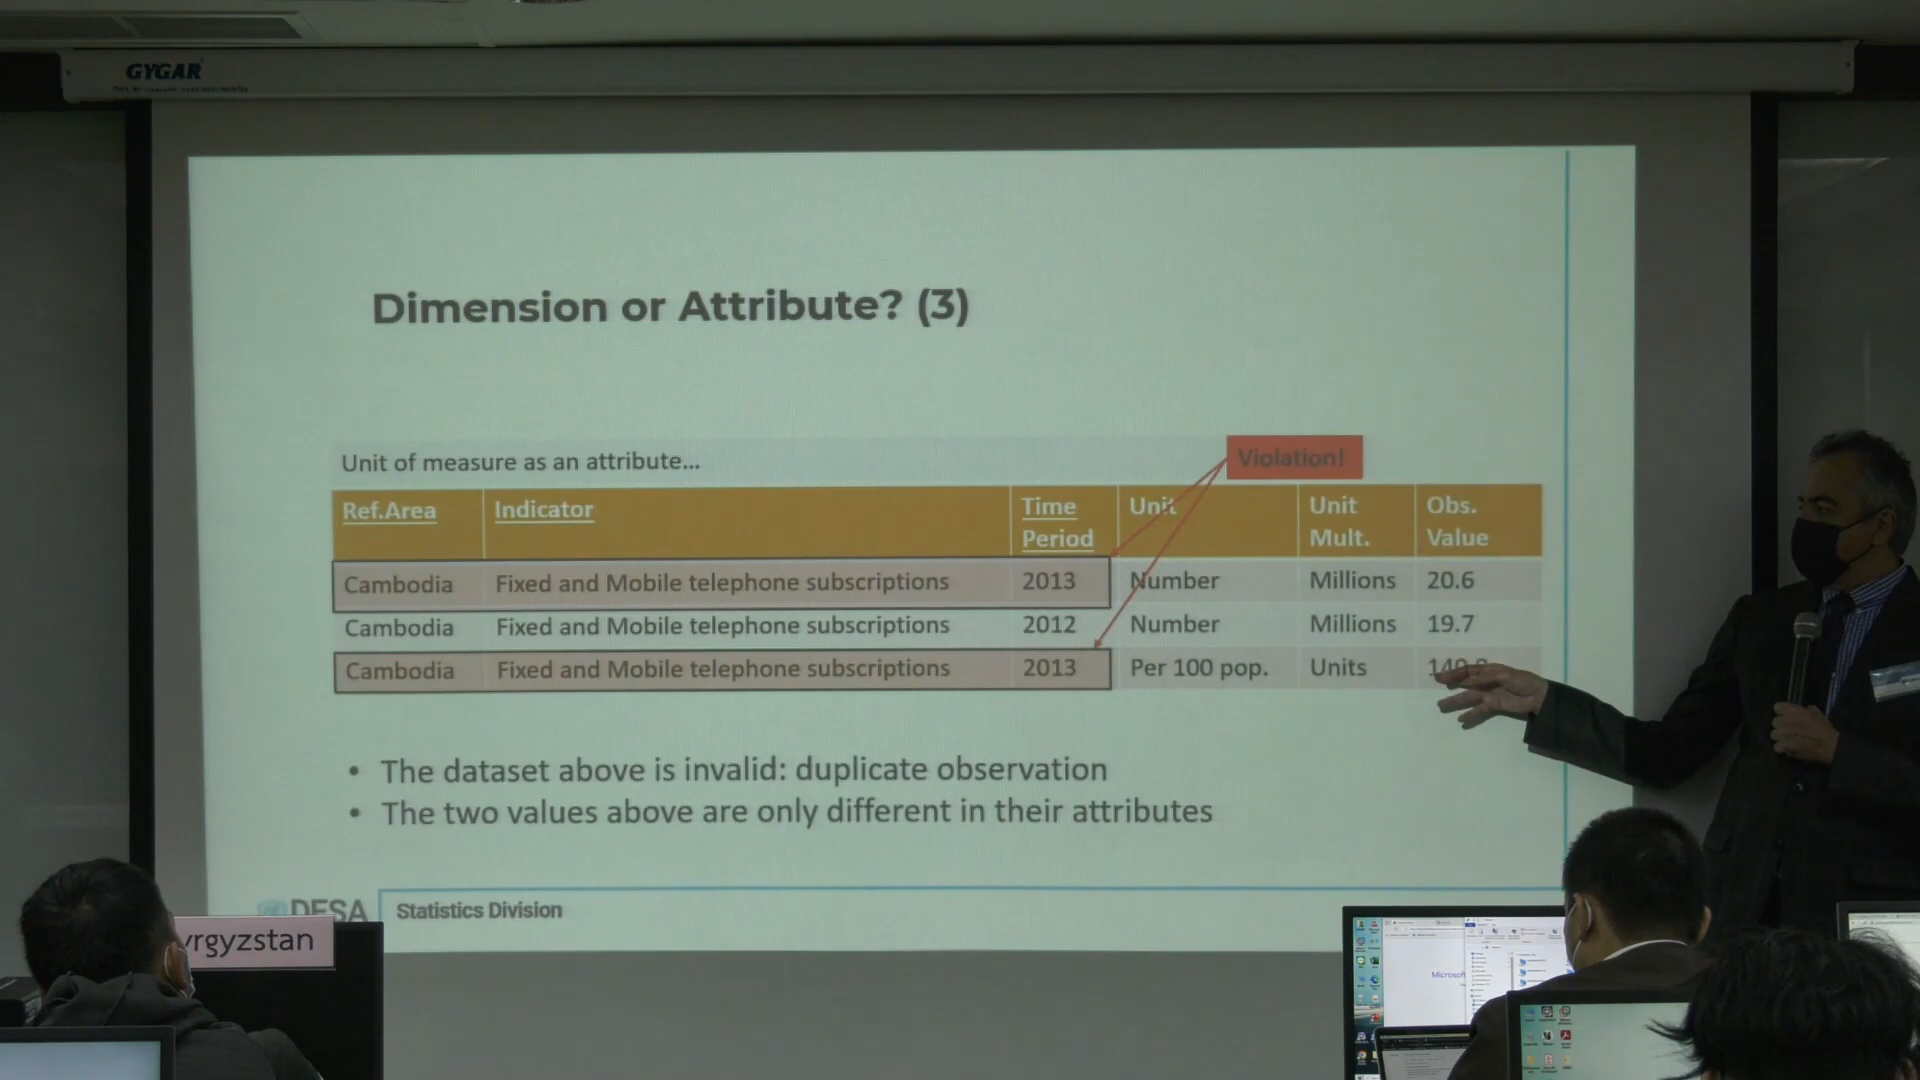 GYGAR
Dimension or Attribute? (3)
Unit of measure as an attribute...
Violation!
Ref.Area Indicator Time Period Unit Unit Mult. Obs. Value
Cambodia Fixed and Mobile telephone subscriptions 2013 Number Millions 20.6
Cambodia Fixed and Mobile telephone subscriptions 2012 Number Millions 19.7
Cambodia Fixed and Mobile telephone subscriptions 2013 Per 100 pop. Units
• The dataset above is invalid: duplicate observation
• The two values above are only different in their attributes
DESA Statistics Division
yrgyzstan
Microsoft